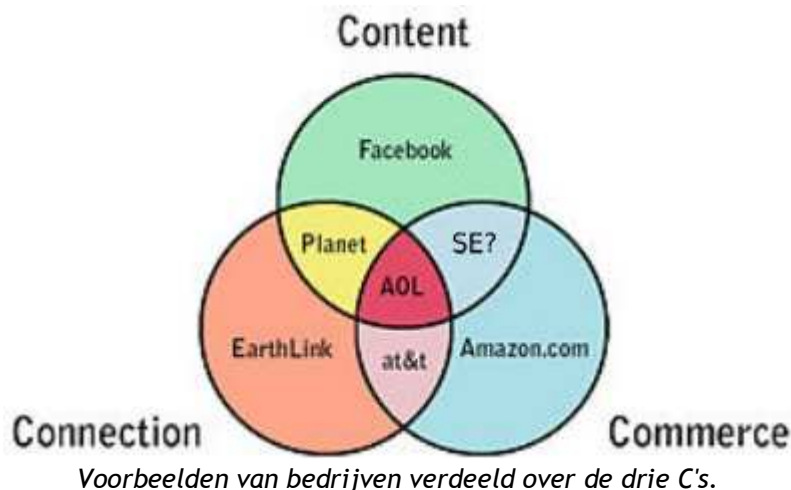 Content
Facebook
Planet
SE?
AOL
EarthLink
at&t
Amazon.com
Connection
Commerce
Voorbeelden van bedrijven verdeeld over de drie C's.